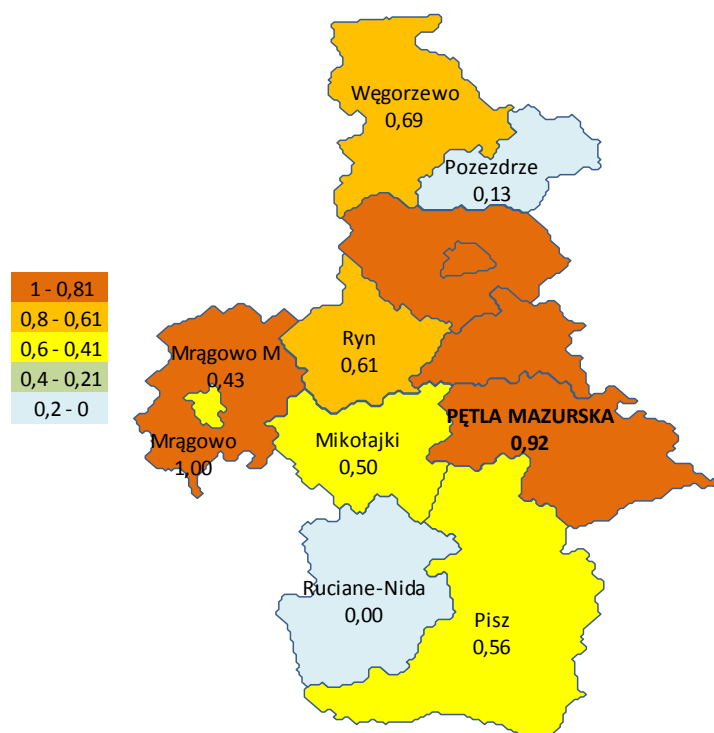 Węgorzewo
0,69
Pozezdrze
0,13
1 - 0,81
0,8 - 0,61
0,6 - 0,41
0,4 - 0,21
0,2 - 0
Ryn
0,61
Mrągowo M
0,43
Mrągowo
1,00
Mikołajki
0,50
PĘTLA MAZURSKA
0,92
Ruciane-Nida
0,00
Pisz
0,56